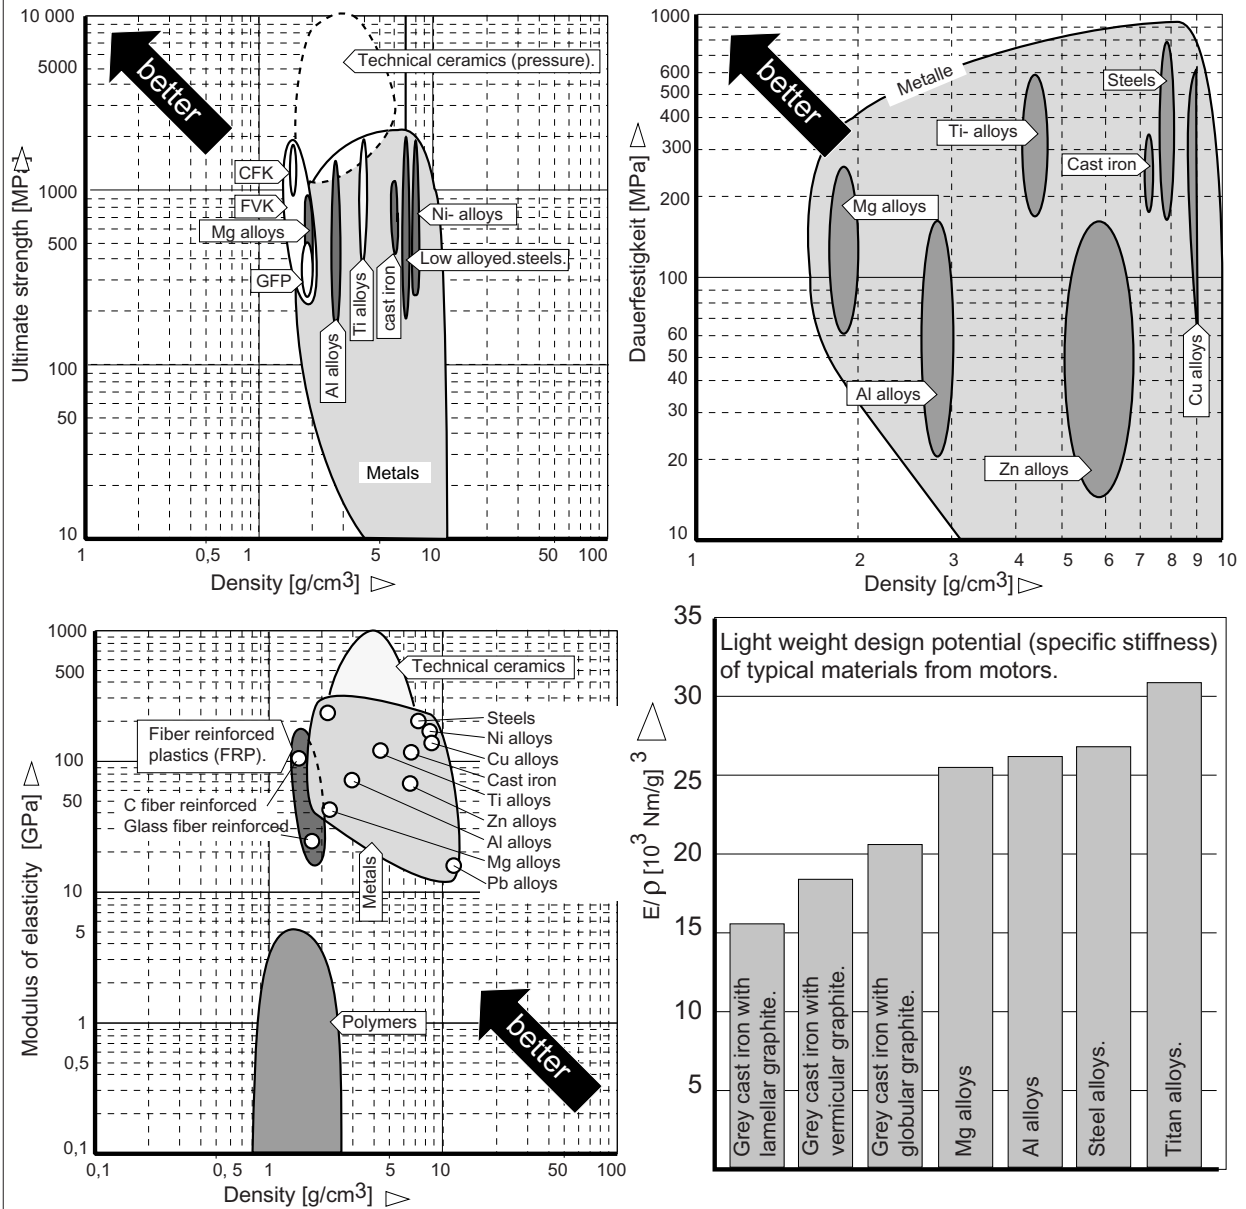 10 000
5000
1000
500
100
50
10
Ultimate strength [MPa]
better
Technical ceramics (pressure).
CFK
FVK
Mg alloys
GFP
Al alloys
Ti alloys
cast iron
Ni- alloys
Low alloyed.steels.
Metals
1
0,5
1
5
10
50
100
Density [g/cm3]
1000
600
500
400
300
200
100
60
50
40
30
20
10
Dauerfestigkeit [MPa]
better
Metalle
Steels
Ti- alloys
Cast iron
Mg alloys
Al alloys
Zn alloys
Cu alloys
1
2
3
4
5
6
7
8
9
10
Density [g/cm3]
1000
500
100
50
10
5
1
0,5
0,1
Modulus of elasticity [GPa]
Technical ceramics
Fiber reinforced
plastics (FRP).
C fiber reinforced
Glass fiber reinforced
Steels
Ni alloys
Cu alloys
Cast iron
Ti alloys
Zn alloys
Al alloys
Mg alloys
Pb alloys
Metals
Polymers
better
0,1
0, 5
1
5
10
50
100
Density [g/cm3]
35
30
25
20
15
10
5
E/ρ [10³ Nm/g] ³
Light weight design potential (specific stiffness)
of typical materials from motors.
Grey cast iron with
lamellar graphite.
Grey cast iron with
vermicular graphite.
Grey cast iron with
globular graphite.
Mg alloys
Al alloys
Steel alloys.
Titan alloys.